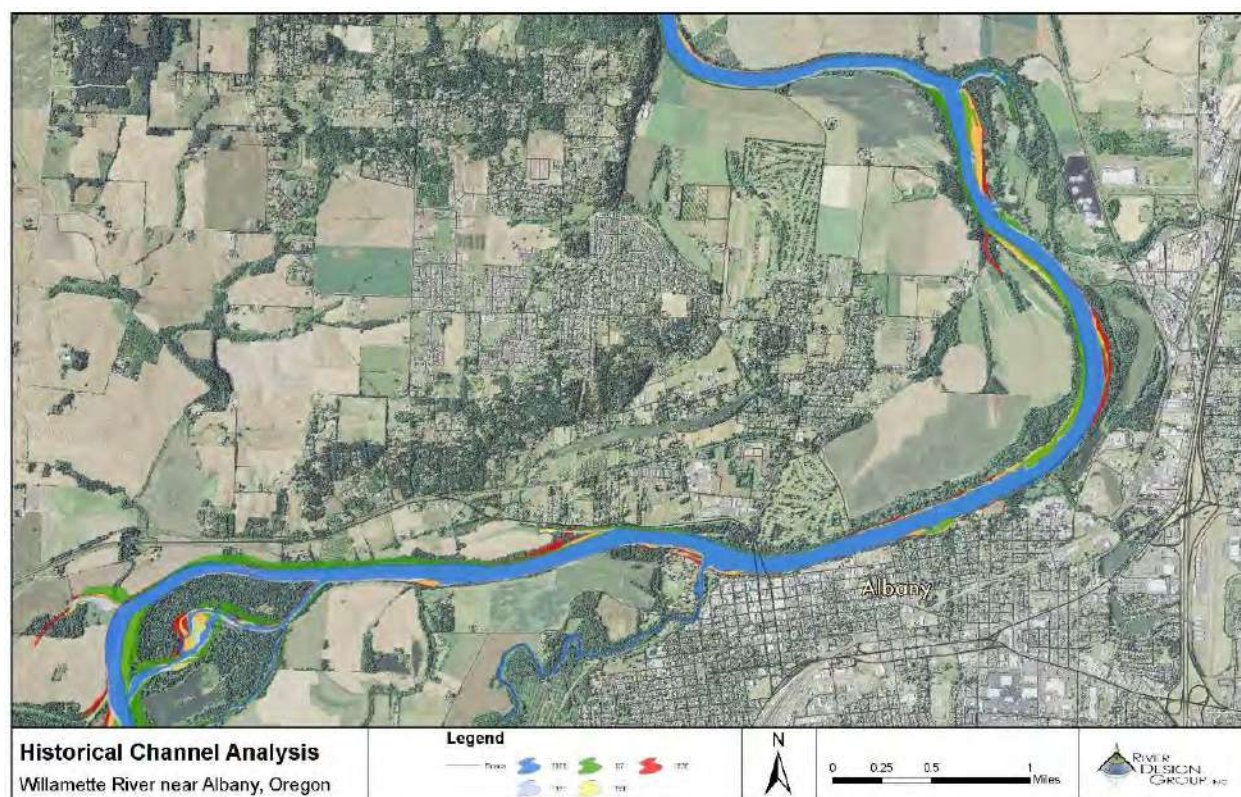 Albany
Historical Channel Analysis
Willamette River near Albany, Oregon
Legend
N
0 0.25 0.5 1
Miles
RIVER
DESIGN
GROUP, INC.